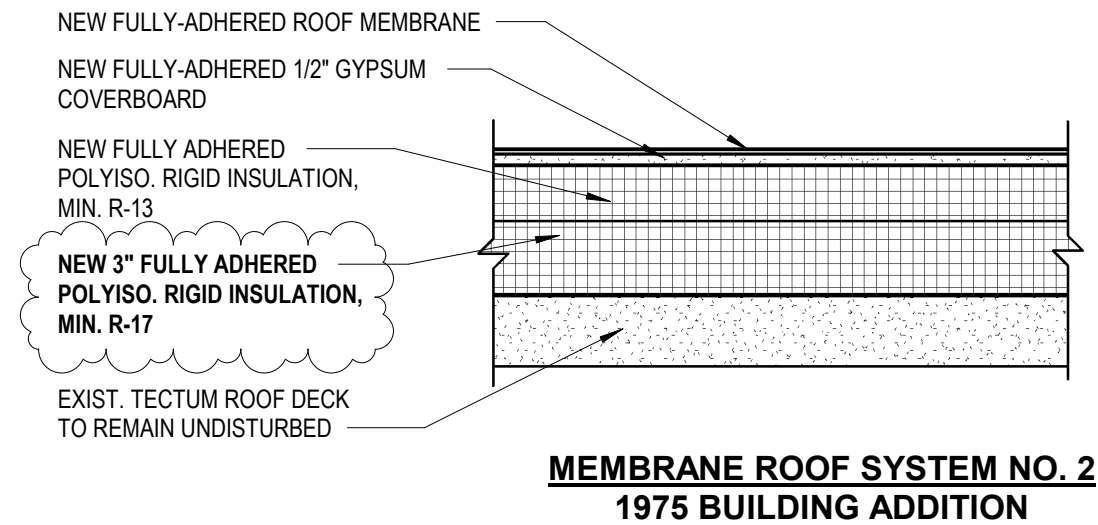 NEW FULLY-ADHERED ROOF MEMBRANE
NEW FULLY-ADHERED 1/2" GYPSUM
COVERBOARD
NEW FULLY ADHERED
POLYISO. RIGID INSULATION,
MIN. R-13
NEW 3" FULLY ADHERED
POLYISO. RIGID INSULATION,
MIN. R-17
EXIST. TECTUM ROOF DECK
TO REMAIN UNDISTURBED
MEMBRANE ROOF SYSTEM NO. 2
1975 BUILDING ADDITION